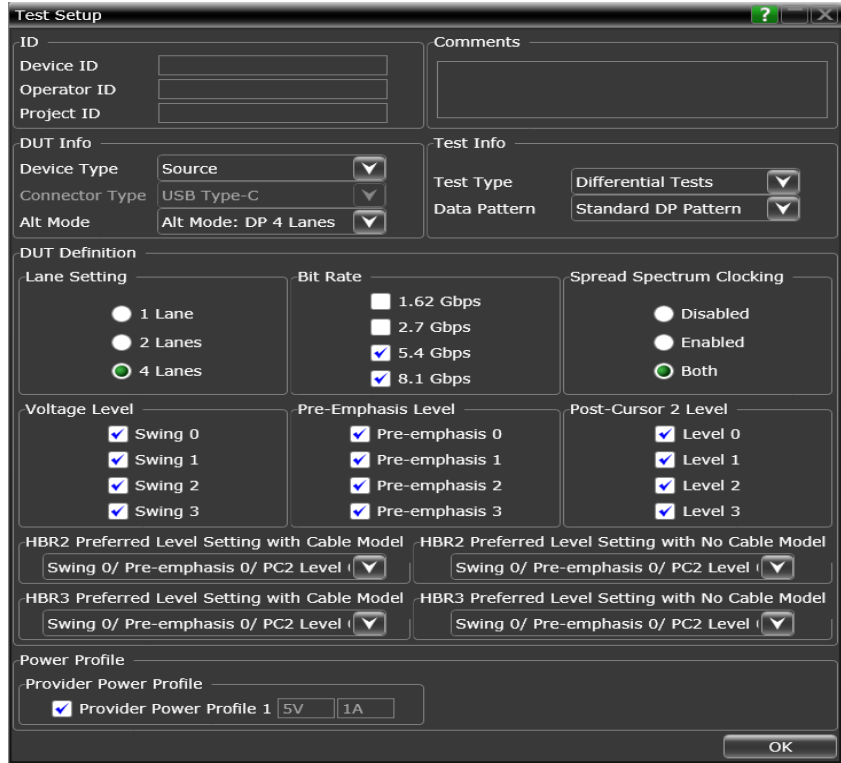 Test Setup
?
ID
Device ID
Operator ID
Project ID
Comments
DUT Info
Device Type Source
Connector Type USB Type-C
Alt Mode Alt Mode: DP 4 Lanes
Test Info
Test Type Differential Tests
Data Pattern Standard DP Pattern
DUT Definition
Lane Setting
1 Lane
2 Lanes
4 Lanes
Bit Rate
1.62 Gbps
2.7 Gbps
5.4 Gbps
8.1 Gbps
Spread Spectrum Clocking
Disabled
Enabled
Both
Voltage Level
Swing 0
Swing 1
Swing 2
Swing 3
Pre-Emphasis Level
Pre-emphasis 0
Pre-emphasis 1
Pre-emphasis 2
Pre-emphasis 3
Post-Cursor 2 Level
Level 0
Level 1
Level 2
Level 3
HBR2 Preferred Level Setting with Cable Model
Swing 0/ Pre-emphasis 0/ PC2 Level
HBR2 Preferred Level Setting with No Cable Model
Swing 0/ Pre-emphasis 0/ PC2 Level
HBR3 Preferred Level Setting with Cable Model
Swing 0/ Pre-emphasis 0/ PC2 Level
HBR3 Preferred Level Setting with No Cable Model
Swing 0/ Pre-emphasis 0/ PC2 Level
Power Profile
Provider Power Profile
Provider Power Profile 1 5V 1A
OK